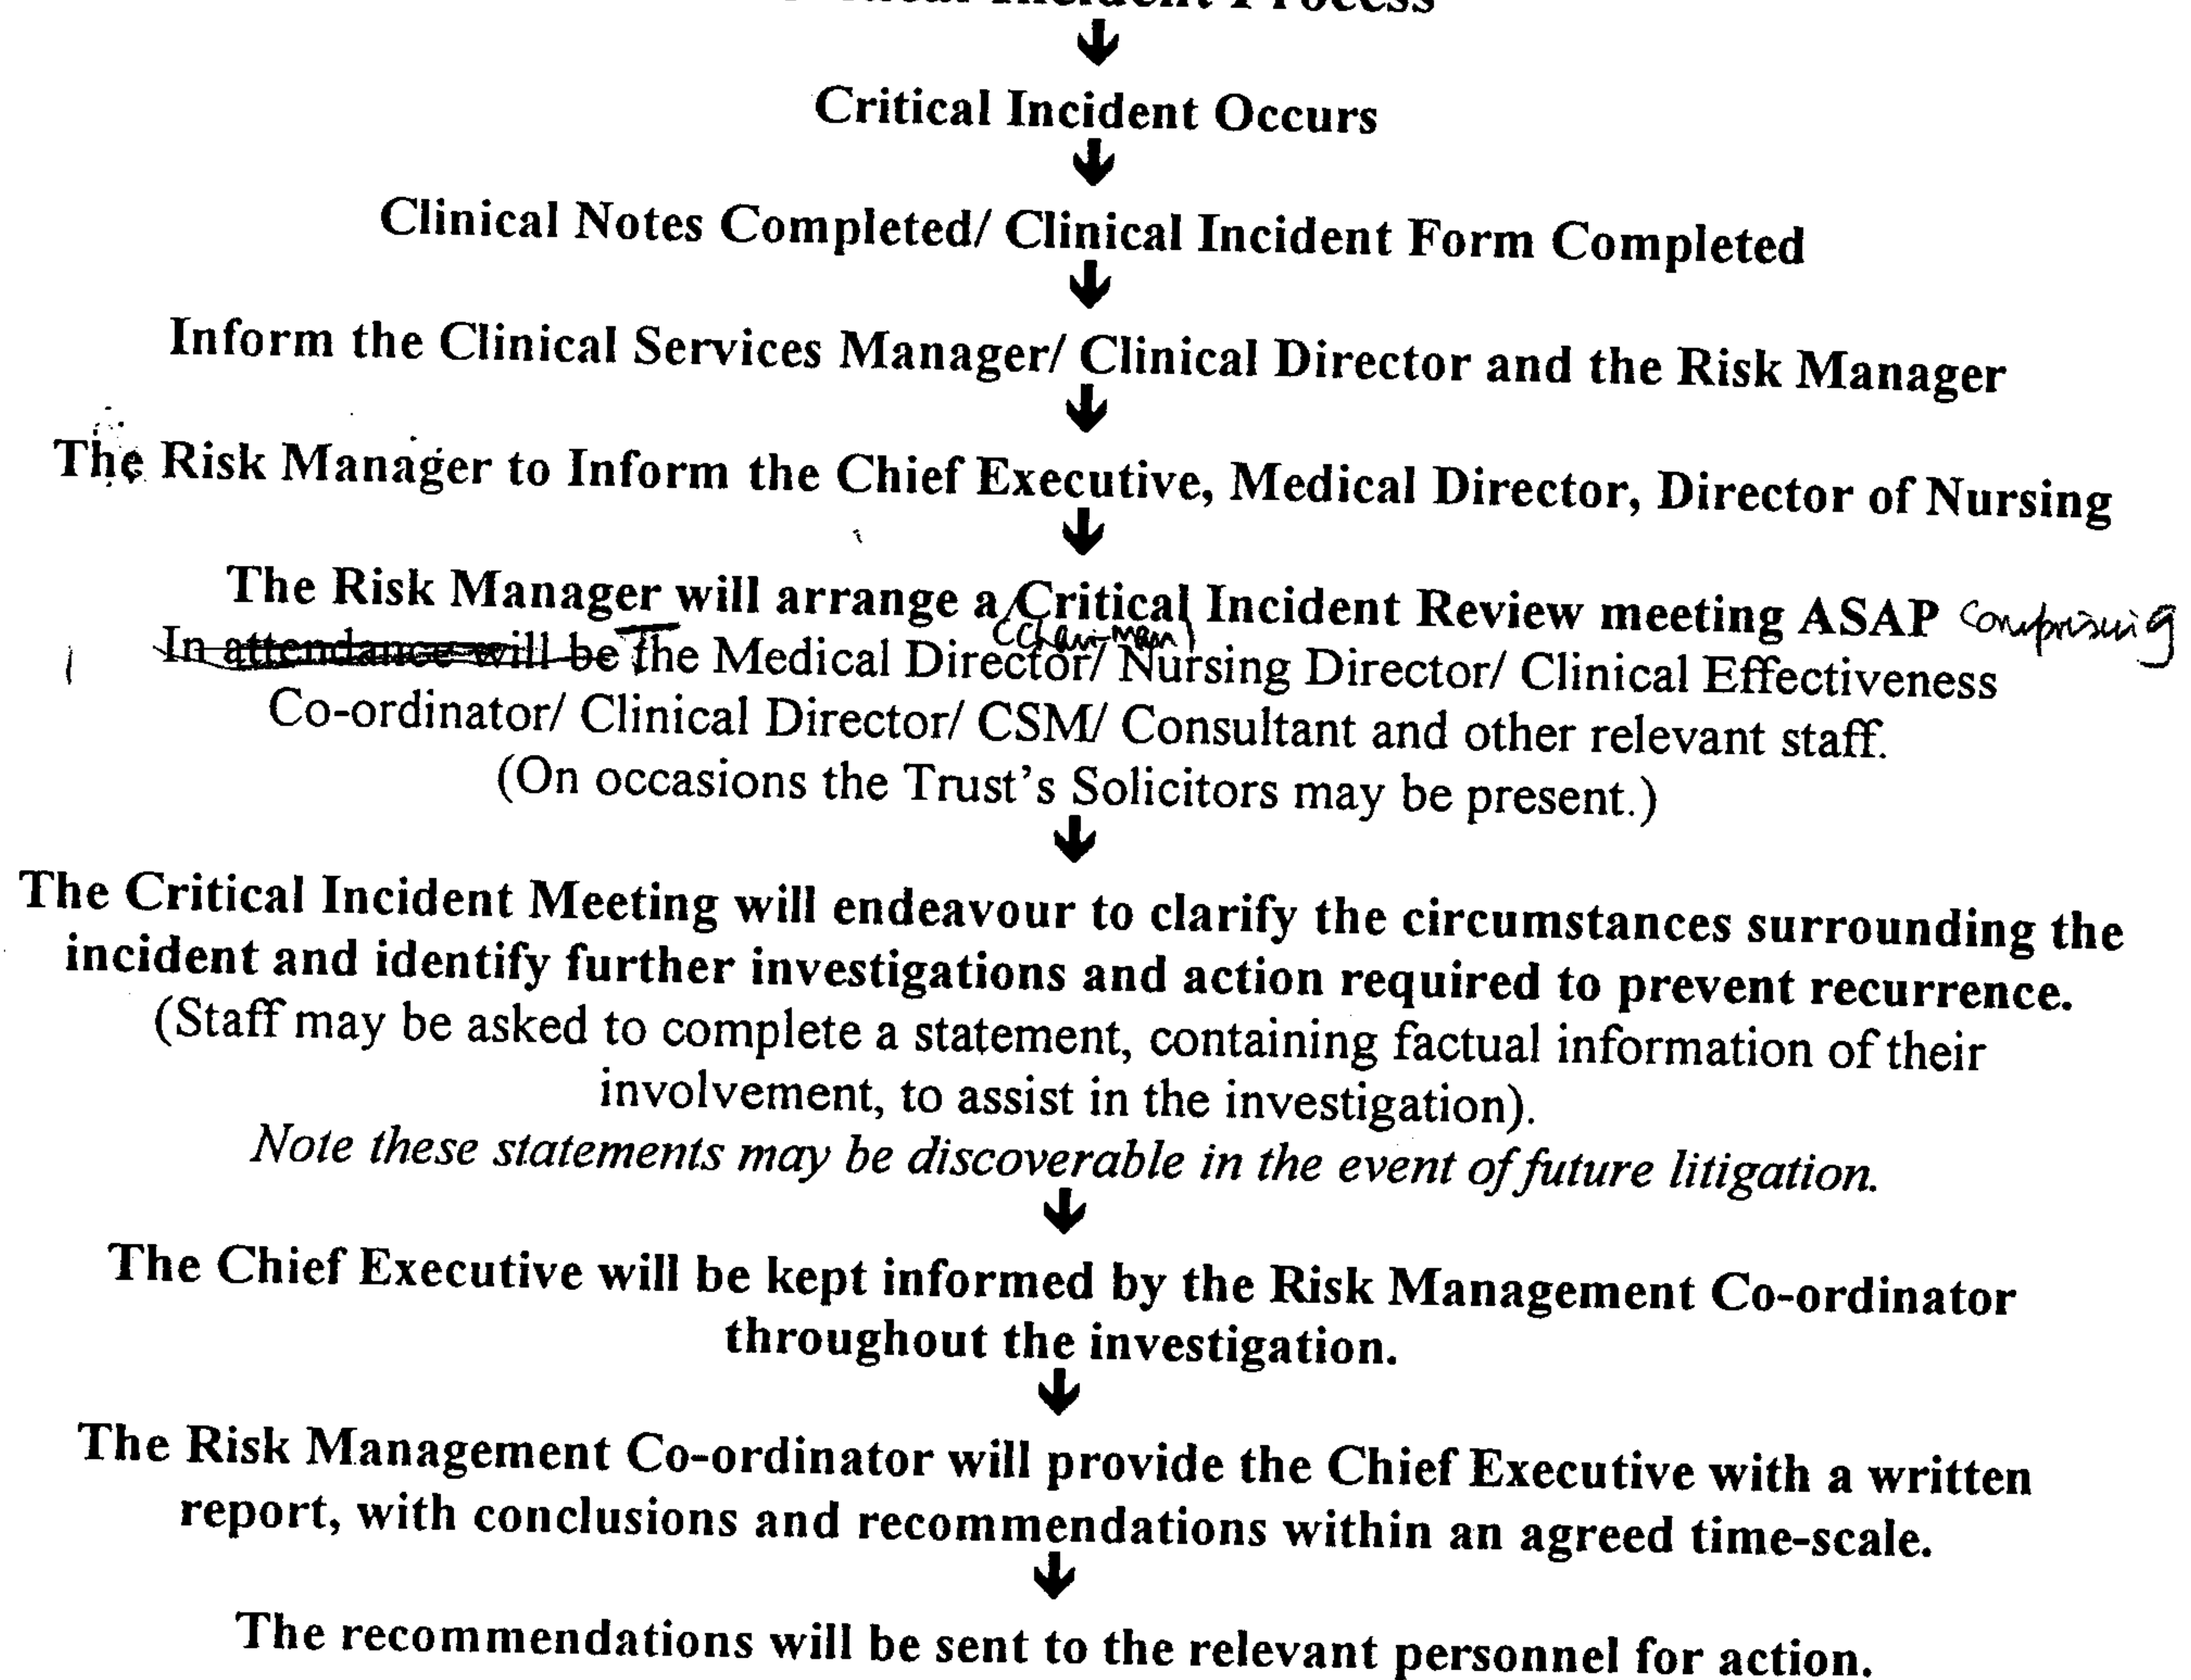 Incident Process
↓
Critical Incident Occurs
↓
Clinical Notes Completed/ Clinical Incident Form Completed
↓
Inform the Clinical Services Manager/ Clinical Director and the Risk Manager
↓
The Risk Manager to Inform the Chief Executive, Medical Director, Director of Nursing
↓
The Risk Manager will arrange a Critical Incident Review meeting ASAP comprising
(Chairman)
In attendance will be The Medical Director/ Nursing Director/ Clinical Effectiveness
Co-ordinator/ Clinical Director/ CSM/ Consultant and other relevant staff.
(On occasions the Trust's Solicitors may be present.)
↓
The Critical Incident Meeting will endeavour to clarify the circumstances surrounding the
incident and identify further investigations and action required to prevent recurrence.
(Staff may be asked to complete a statement, containing factual information of their
involvement, to assist in the investigation).
Note these statements may be discoverable in the event of future litigation.
↓
The Chief Executive will be kept informed by the Risk Management Co-ordinator
throughout the investigation.
↓
The Risk Management Co-ordinator will provide the Chief Executive with a written
report, with conclusions and recommendations within an agreed time-scale.
↓
The recommendations will be sent to the relevant personnel for action.